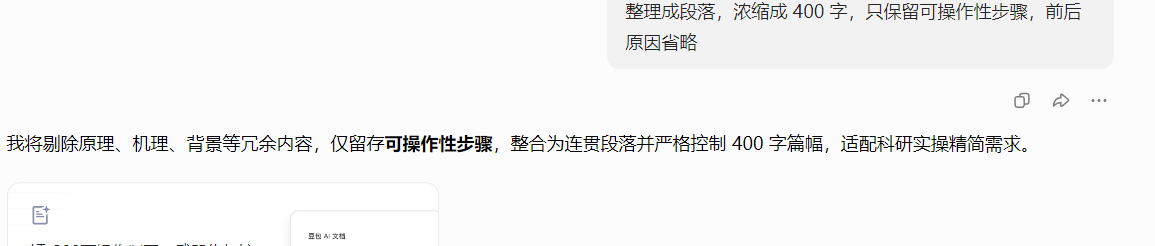 整理成段落，浓缩成 400 字，只保留可操作性步骤，前后
原因省略
我将剔除原理、机理、背景等冗余内容，仅留存可操作性步骤，整合为连贯段落并严格控制 400 字篇幅，适配科研实操精简需求。
豆包 AI 文档